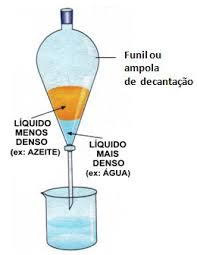 Funil ou
ampola
de decantação
LÍQUIDO
MENOS
DENSO
(ex: AZEITE)
LÍQUIDO
MAIS
DENSO
(ex: ÁGUA)